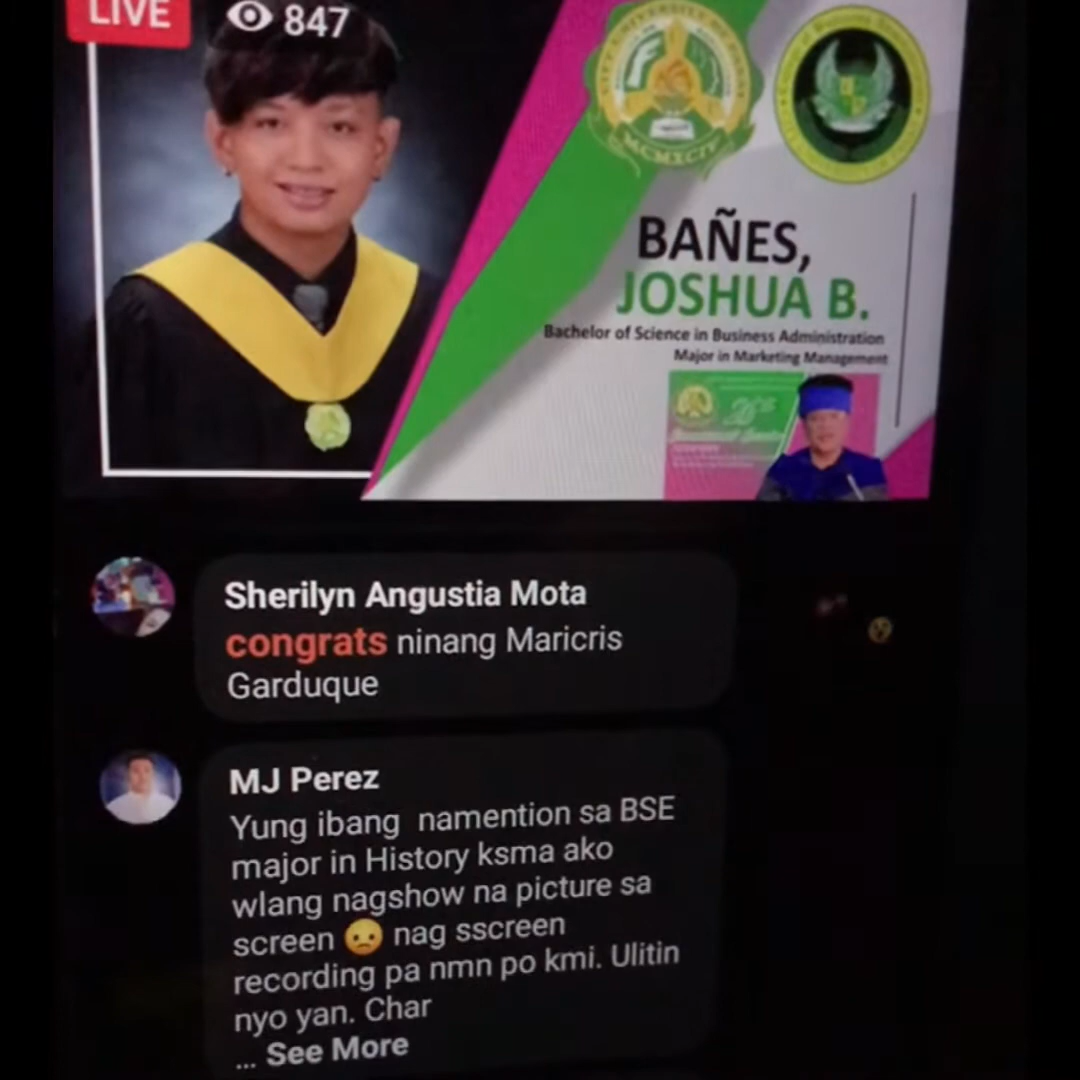 LIVE
847
MCMXCIV
BAÑES,
JOSHUA B.
Bachelor of Science in Business Administration
Major in Marketing Management
Sherilyn Angustia Mota
congrats ninang Maricris
Garduque
MJ Perez
Yung ibang namention sa BSE
major in History ksma ako
wlang nagshow na picture sa
screen 😟 nag sscreen
recording pa nmn po kmi. Ulitin
nyo yan. Char
... See More